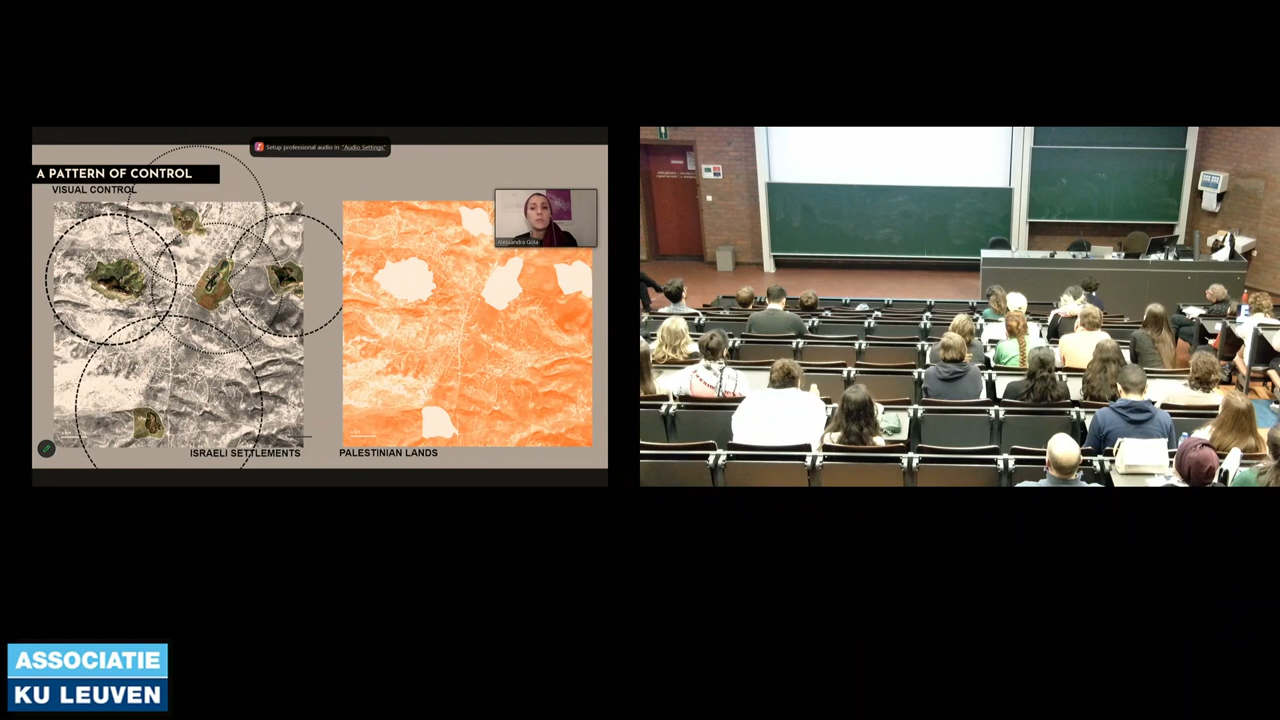 Setup professional audio in "Audio Settings"
A PATTERN OF CONTROL
VISUAL CONTROL
Alessandra Gola
ISRAELI SETTLEMENTS
PALESTINIAN LANDS
ASSOCIATIE
KU LEUVEN